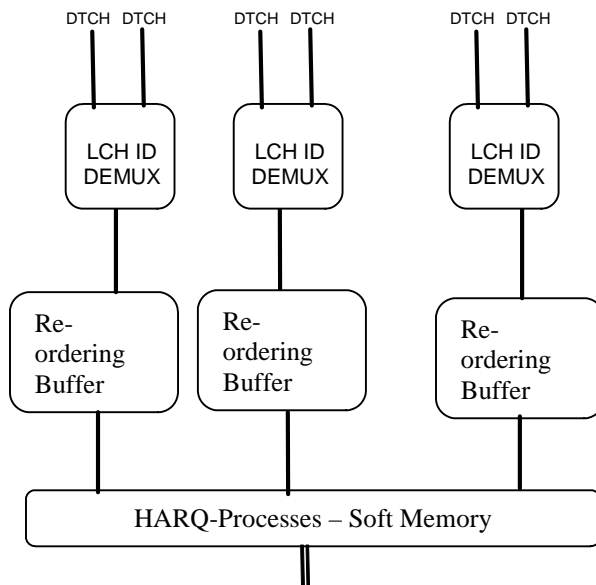 DTCH DTCH DTCH DTCH DTCH DTCH
LCH ID
DEMUX
LCH ID
DEMUX
LCH ID
DEMUX
Re-
ordering
Buffer
Re-
ordering
Buffer
Re-
ordering
Buffer
HARQ-Processes – Soft Memory